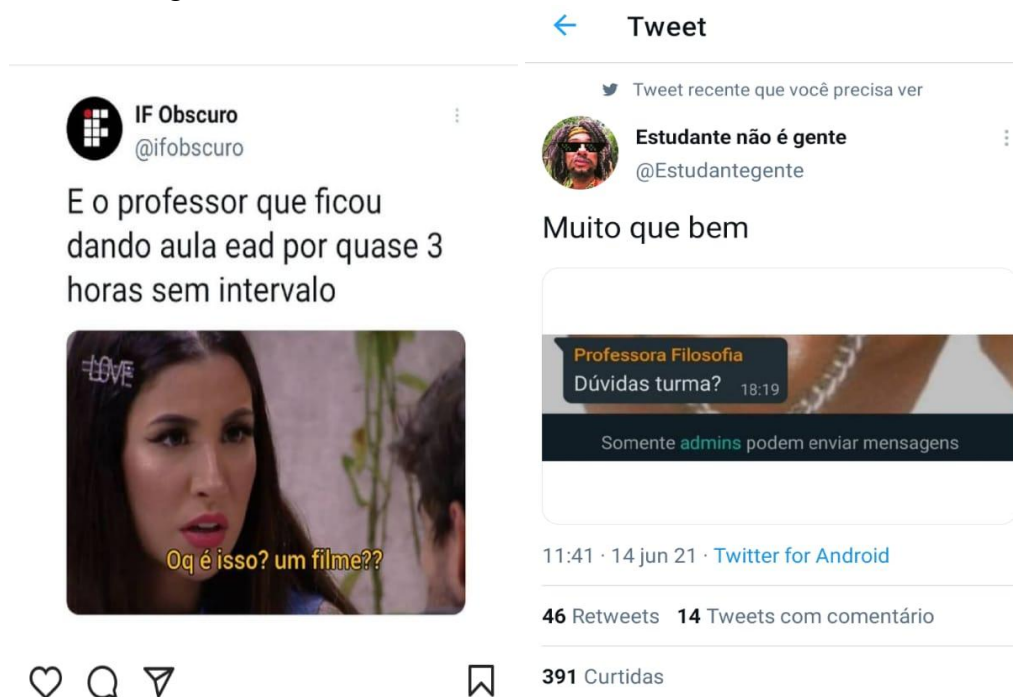 IF Obscuro
@ifobscuro
E o professor que ficou
dando aula ead por quase 3
horas sem intervalo
LOVE
Oq é isso? um filme??
Tweet
Tweet recente que você precisa ver
Estudante não é gente
@Estudantegente
Muito que bem
Professora Filosofia
Dúvidas turma? 18:19
Somente admins podem enviar mensagens
11:41 · 14 jun 21 · Twitter for Android
46 Retweets 14 Tweets com comentário
391 Curtidas